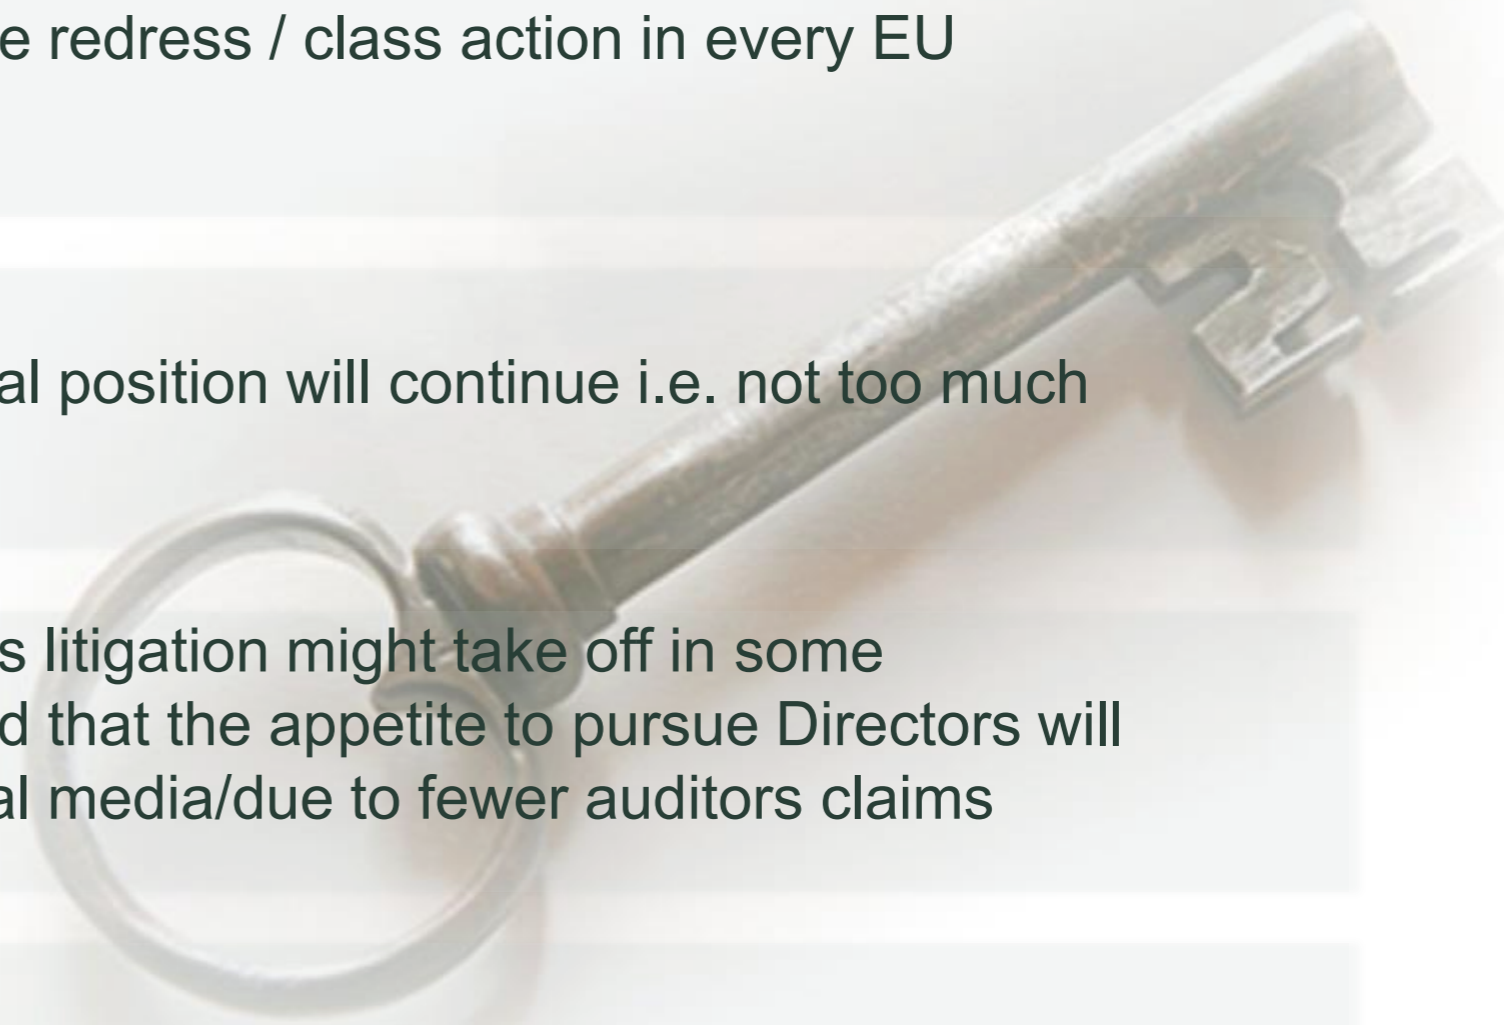 e redress / class action in every EU
al position will continue i.e. not too much
s litigation might take off in some
d that the appetite to pursue Directors will
al media/due to fewer auditors claims